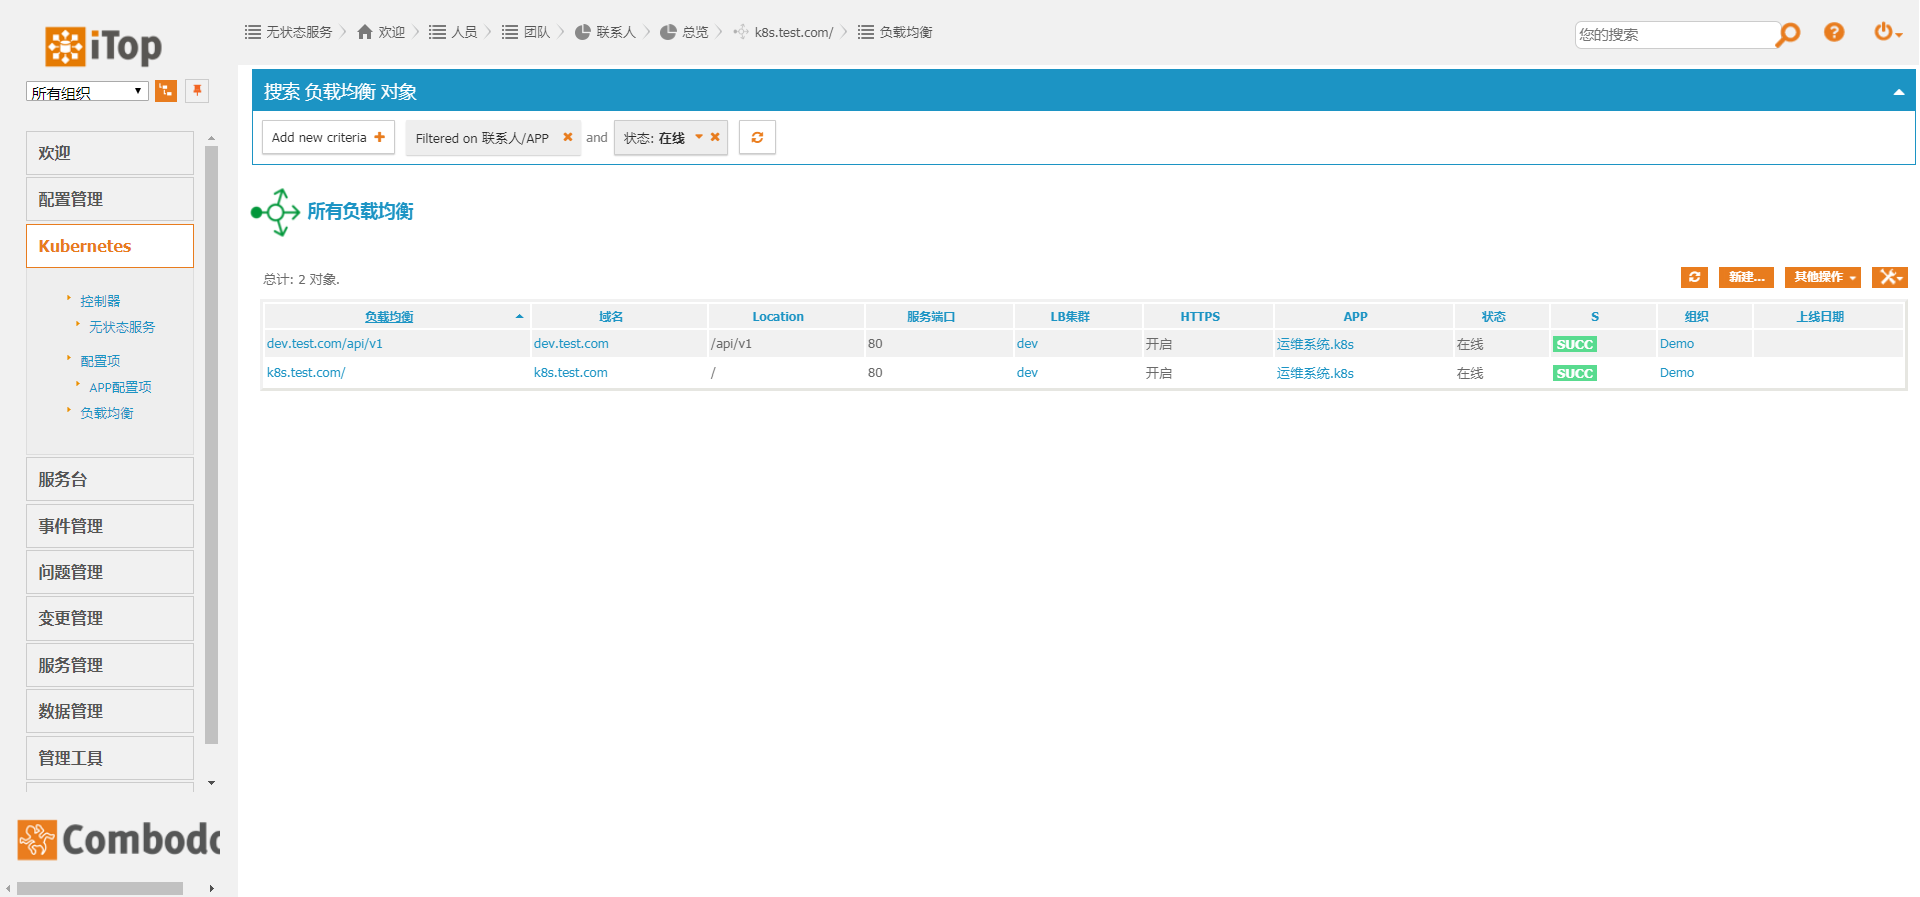 iTop
所有组织
无状态服务 欢迎 人员 团队 联系人 总览 k8s.test.com/ 负载均衡
您的搜索
欢迎
配置管理
Kubernetes
控制器
无状态服务
配置项
APP配置项
负载均衡
服务台
事件管理
问题管理
变更管理
服务管理
数据管理
管理工具
Combodo
搜索 负载均衡 对象
Add new criteria Filtered on 联系人/APP and 状态: 在线
所有负载均衡
总计: 2 对象.
新建... 其他操作
负载均衡 域名 Location 服务端口 LB集群 HTTPS APP 状态 S 组织 上线日期
dev.test.com/api/v1 dev.test.com /api/v1 80 dev 开启 运维系统.k8s 在线 SUCC Demo
k8s.test.com/ k8s.test.com / 80 dev 开启 运维系统.k8s 在线 SUCC Demo